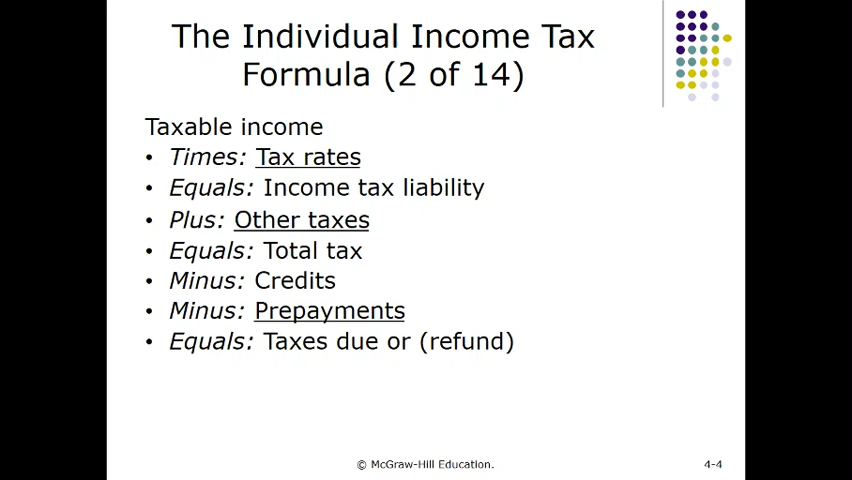 The Individual Income Tax
Formula (2 of 14)
Taxable income
• Times: Tax rates
• Equals: Income tax liability
• Plus: Other taxes
• Equals: Total tax
• Minus: Credits
• Minus: Prepayments
• Equals: Taxes due or (refund)
© McGraw-Hill Education.
4-4